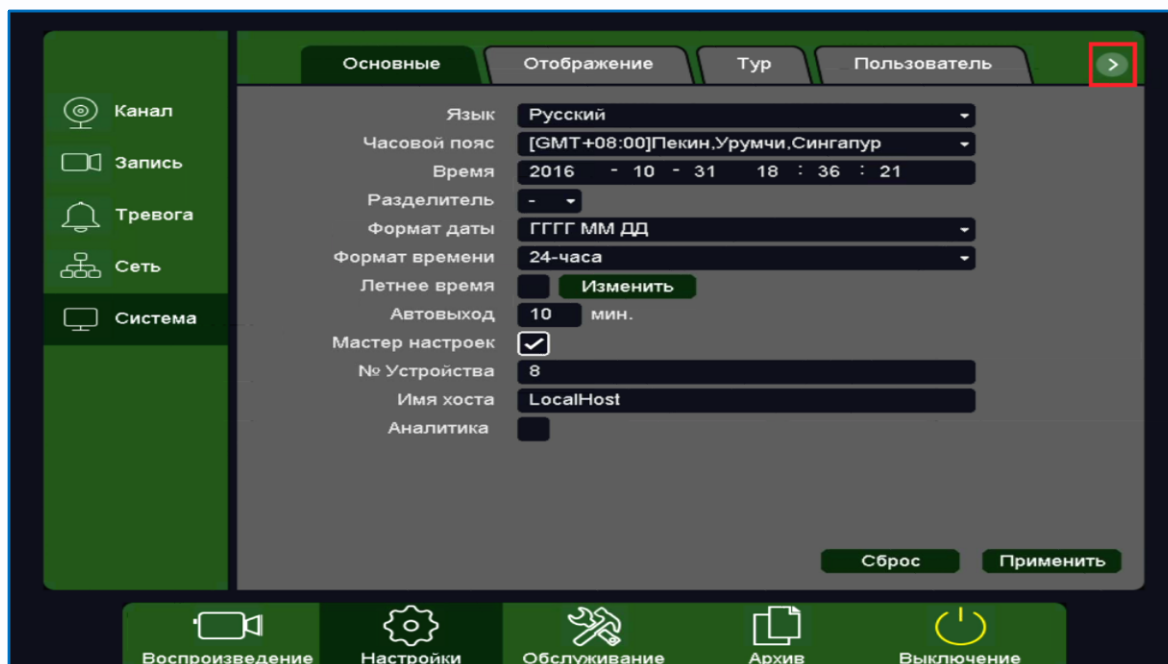 Основные Отображение Тур Пользователь >
Канал
Запись
Тревога
Сеть
Система
Язык Русский
Часовой пояс [GMT+08:00]Пекин,Урумчи,Сингапур
Время 2016 - 10 - 31 18 : 36 : 21
Разделитель -
Формат даты ГГГГ ММ ДД
Формат времени 24-часа
Летнее время Изменить
Автовыход 10 мин.
Мастер настроек
№ Устройства 8
Имя хоста LocalHost
Аналитика
Сброс Применить
Воспроизведение Настройки Обслуживание Архив Выключение